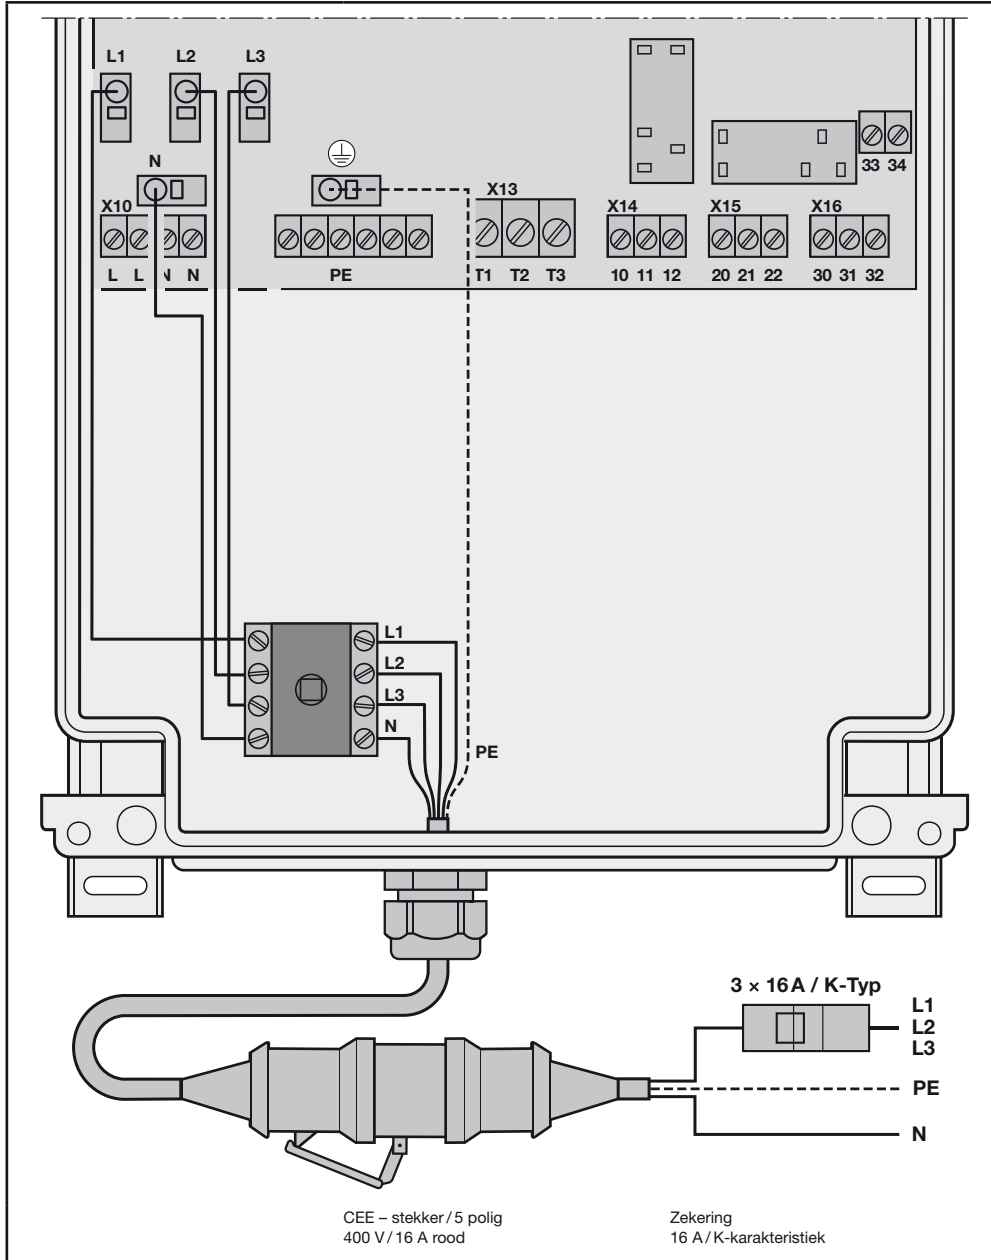 L1 L2 L3
N
X10 X13 X14 X15 X16
33 34
L L N N PE T1 T2 T3 10 11 12 20 21 22 30 31 32
L1
L2
L3
N
PE
3 × 16 A / K-Typ
L1
L2
L3
PE
N
CEE – stekker / 5 polig
400 V / 16 A rood
Zekering
16 A / K-karakteristiek